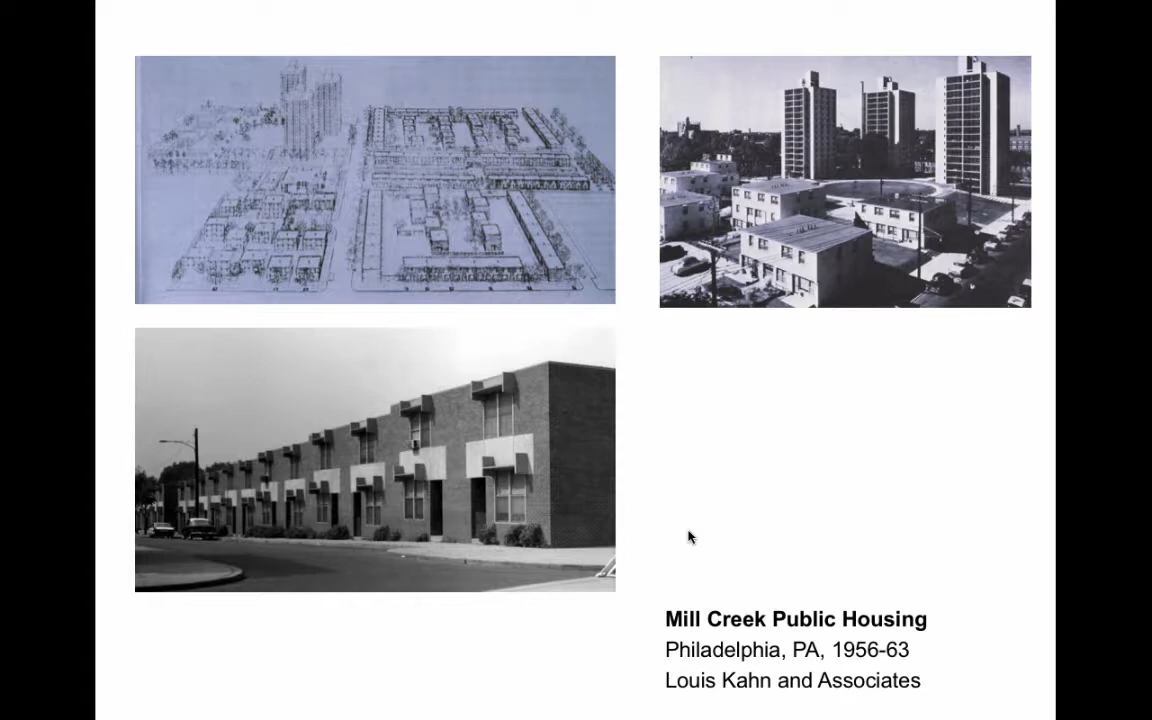 Mill Creek Public Housing
Philadelphia, PA, 1956-63
Louis Kahn and Associates